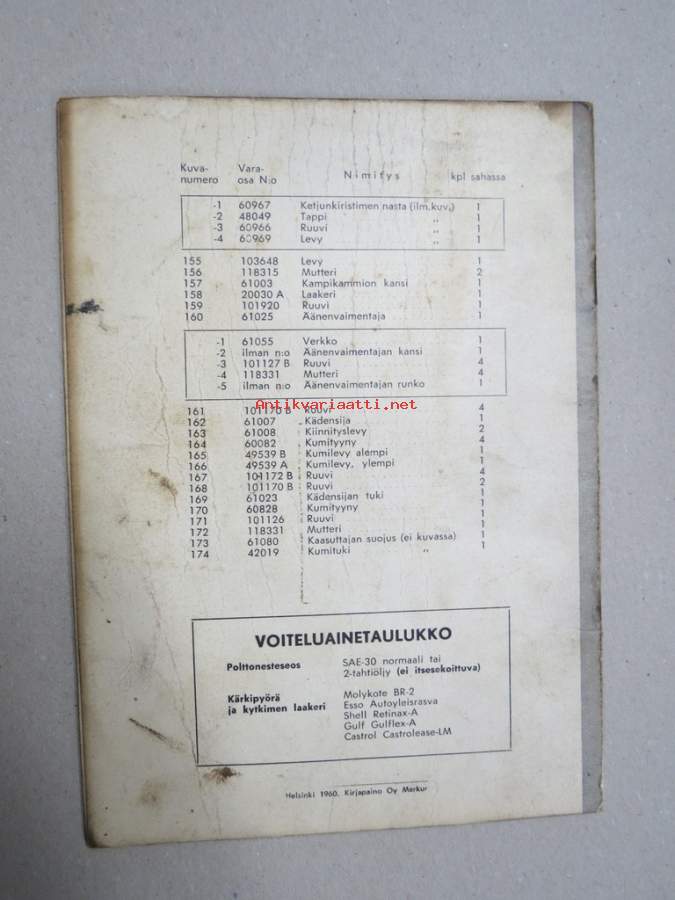 Kuva- Vara-
numero osa N:o Nimitys kpl sahassa
-1 60967 Ketjunkiristimen nasta (ilm.kuv.) 1
-2 48049 Tappi „ 1
-3 60966 Ruuvi „ 1
-4 60969 Levy „ 1
155 103648 Levy 1
156 118315 Mutteri 2
157 61003 Kampikammion kansi 1
158 20030 A Laakeri 1
159 101920 Ruuvi 1
160 61025 Äänenvaimentaja 1
-1 61055 Verkko 1
-2 ilman n:o Äänenvaimentajan kansi 1
-3 101127 B Ruuvi 4
-4 118331 Mutteri 4
-5 ilman n:o Äänenvaimentajan runko 1
Antikvariaatti.net
161 101170 B Ruuvi 4
162 61007 Kädensija 1
163 61008 Kiinnityslevy 2
164 60082 Kumityyny 4
165 49539 B Kumilevy alempi 1
166 49539 A Kumilevy, ylempi 1
167 101172 B Ruuvi 4
168 101170 B Ruuvi 2
169 61023 Kädensijan tuki 1
170 60828 Kumityyny 1
171 101126 Ruuvi 1
172 118331 Mutteri 1
173 61080 Kaasuttajan suojus (ei kuvassa) 1
174 42019 Kumituki „ 1
VOITELUAINETAULUKKO
Polttonesteseos SAE-30 normaali tai
2-tahtiöljy (ei itsesekoittuva)
Kärkipyörä Molykote BR-2
ja kytkimen laakeri Esso Autoyleisrasva
Shell Retinax-A
Gulf Gulflex-A
Castrol Castrolease-LM
Helsinki 1960. Kirjapaino Oy Markur